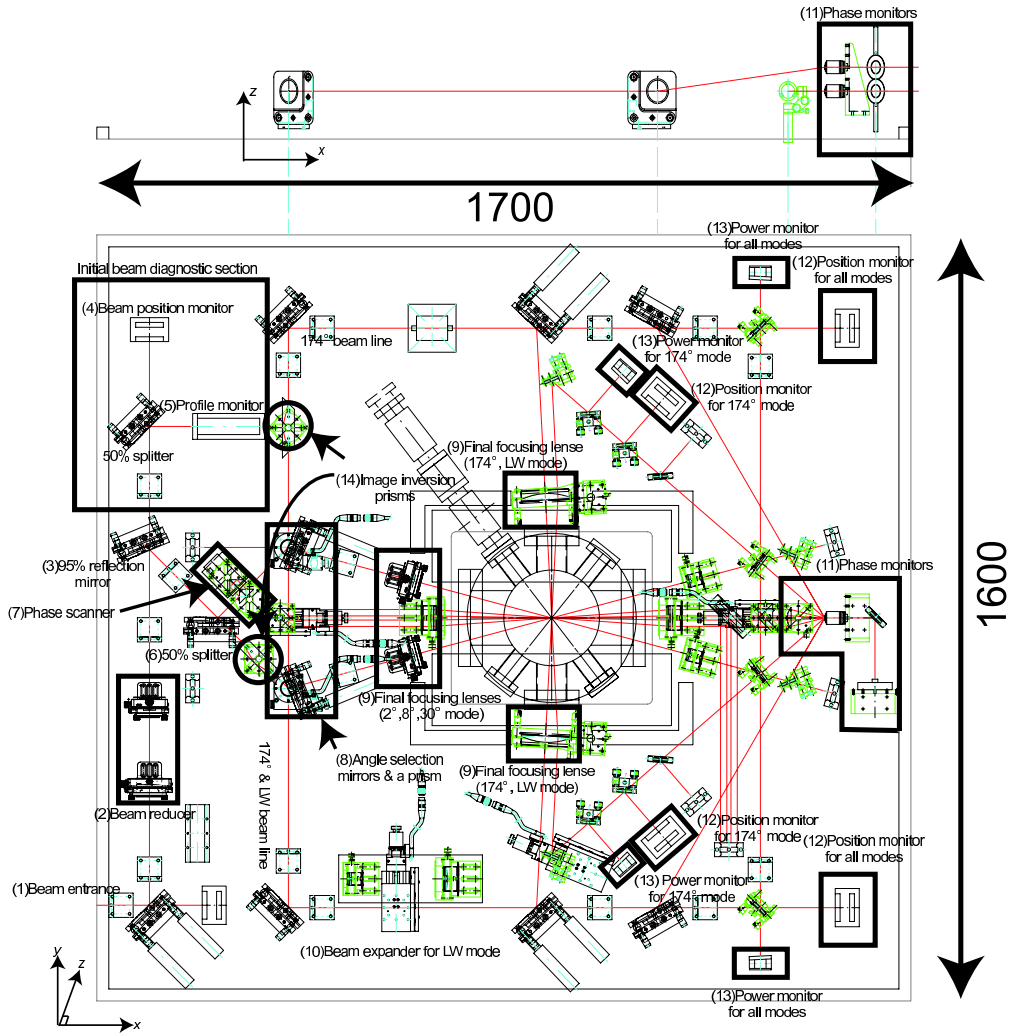 (11)Phase monitors
z
x
1700
(13)Power monitor
for all modes
Initial beam diagnostic section
(12)Position monitor
for all modes
(4)Beam position monitor
174° beam line
(13)Power monitor
for 174° mode
(12)Position monitor
for 174° mode
(5)Profile monitor
50% splitter
(9)Final focusing lense
(174°, LW mode)
(14)Image inversion
prisms
(3)95% reflection
mirror
(11)Phase monitors
1600
(7)Phase scanner
(6)50% splitter
(9)Final focusing lenses
(2°,8°,30° mode)
(8)Angle selection
mirrors & a prism
(9)Final focusing lense
(174°, LW mode)
174° & LW beam line
(2)Beam reducer
(12)Position monitor
for 174° mode
(12)Position monitor
for all modes
(1)Beam entrance
(13) Power monitor
for 174° mode
(10)Beam expander for LW mode
y
z
x
(13)Power monitor
for all modes